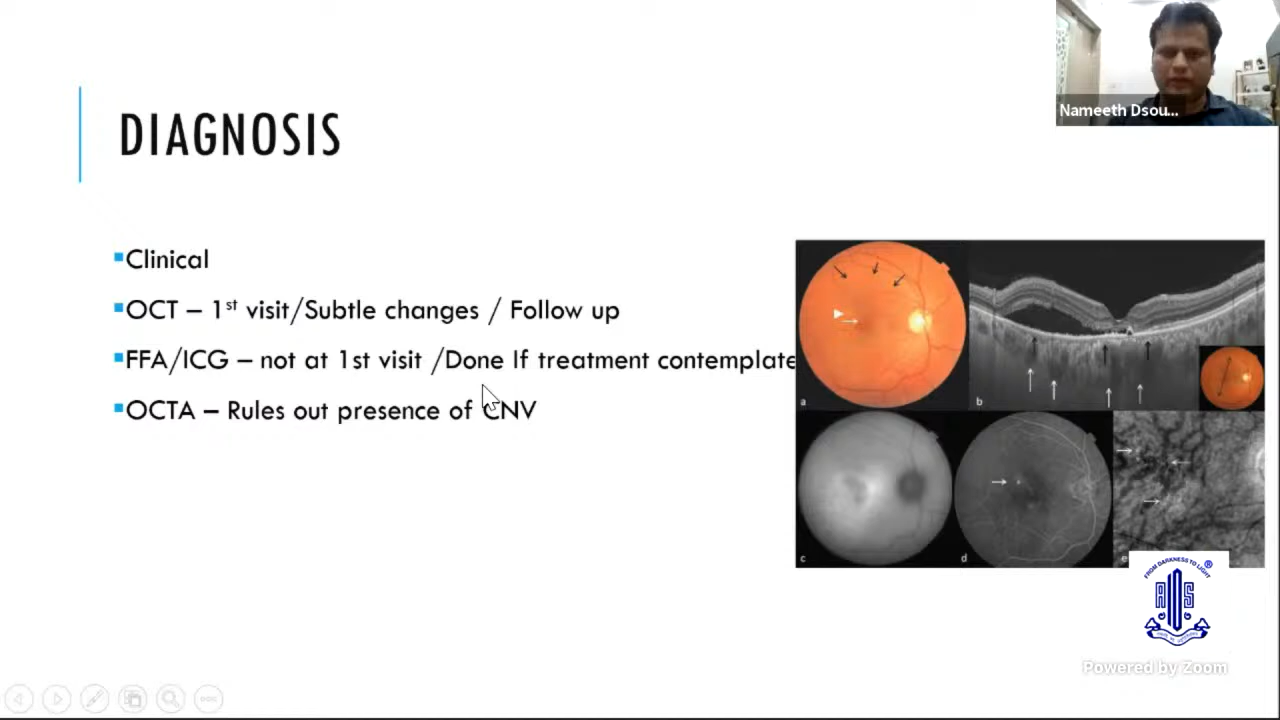 Nameeth Dsou...
DIAGNOSIS
Clinical
OCT – 1st visit/Subtle changes / Follow up
FFA/ICG – not at 1st visit /Done If treatment contemplate
OCTA – Rules out presence of CNV
a
b
c
d
e
FROM DARKNESS TO LIGHT ®
AIOS
Powered by Zoom